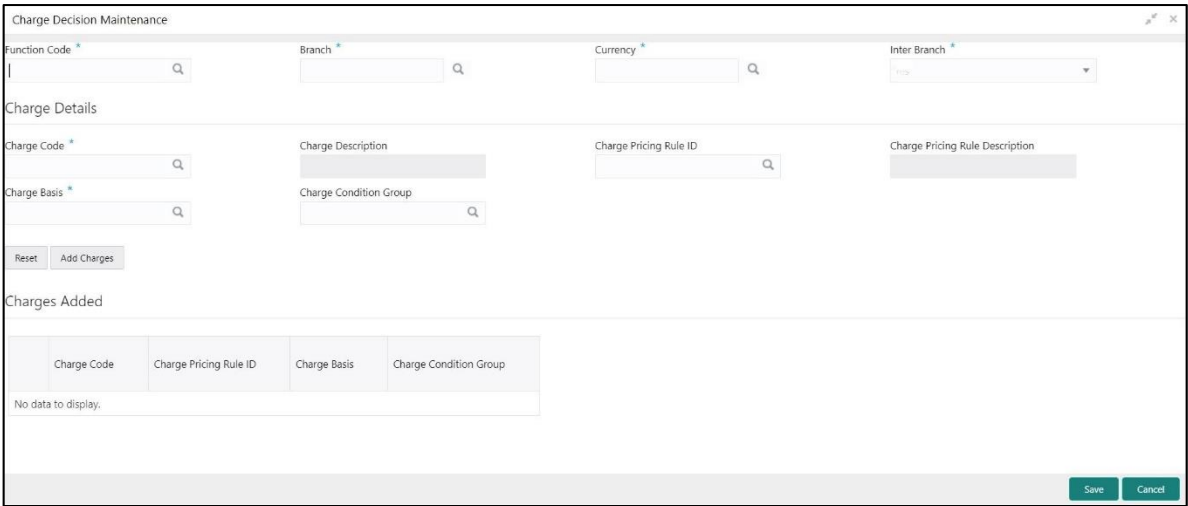 Charge Decision Maintenance
Function Code * Branch * Currency * Inter Branch *
Charge Details
Charge Code * Charge Description Charge Pricing Rule ID Charge Pricing Rule Description
Charge Basis * Charge Condition Group
Reset Add Charges
Charges Added
Charge Code Charge Pricing Rule ID Charge Basis Charge Condition Group
No data to display.
Save Cancel